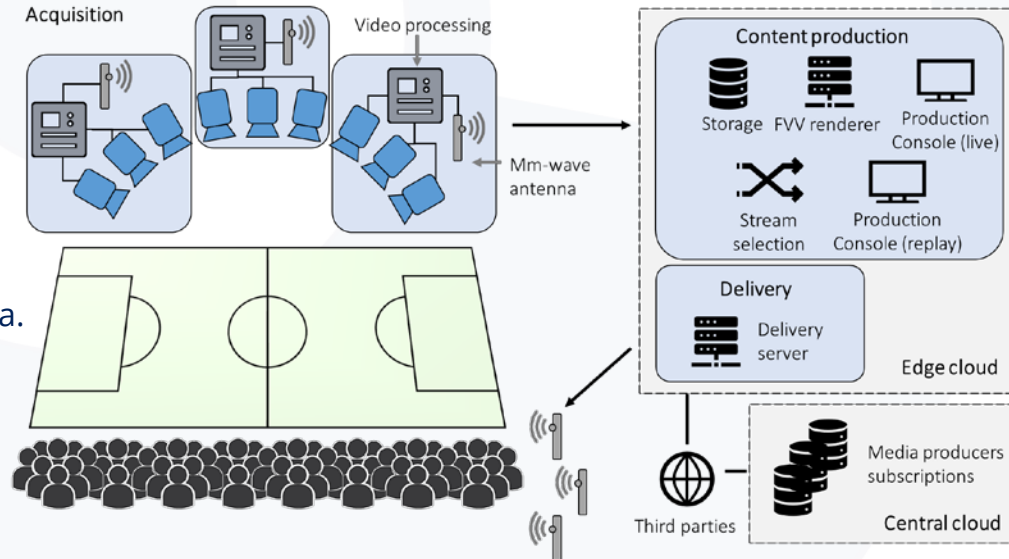 Acquisition
Video processing
Mm-wave
antenna
a.
Content production
Storage
FVV renderer
Production
Console (live)
Stream
selection
Production
Console (replay)
Delivery
Delivery
server
Edge cloud
Third parties
Media producers
subscriptions
Central cloud